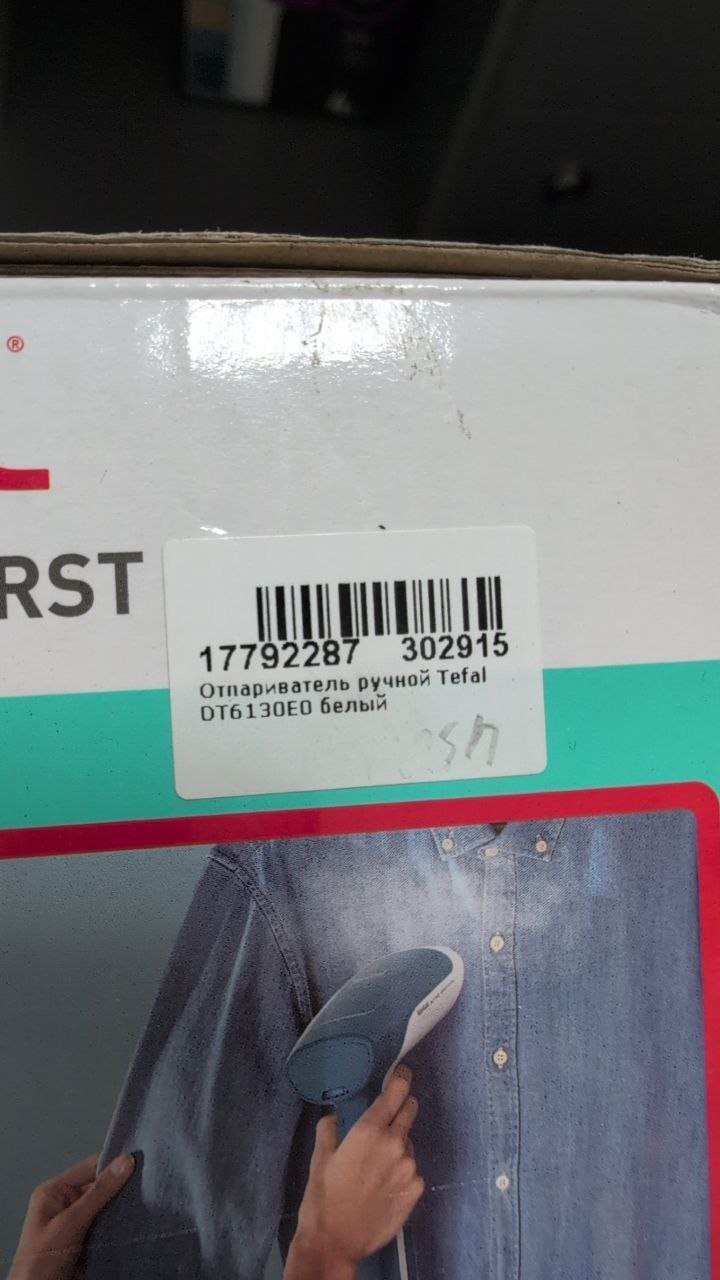 ®
RST
17792287 302915
Отпариватель ручной Tefal
DT6130E0 белый